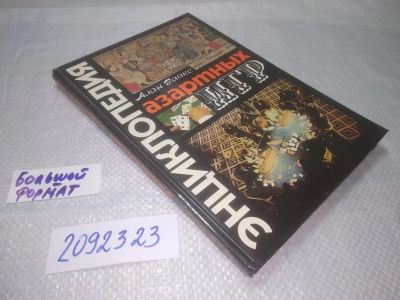 Алан Вайкс
ЭНЦИКЛОПЕДИЯ
азартных
ИГР
БОЛЬШОЙ
ФОРМАТ
2092323